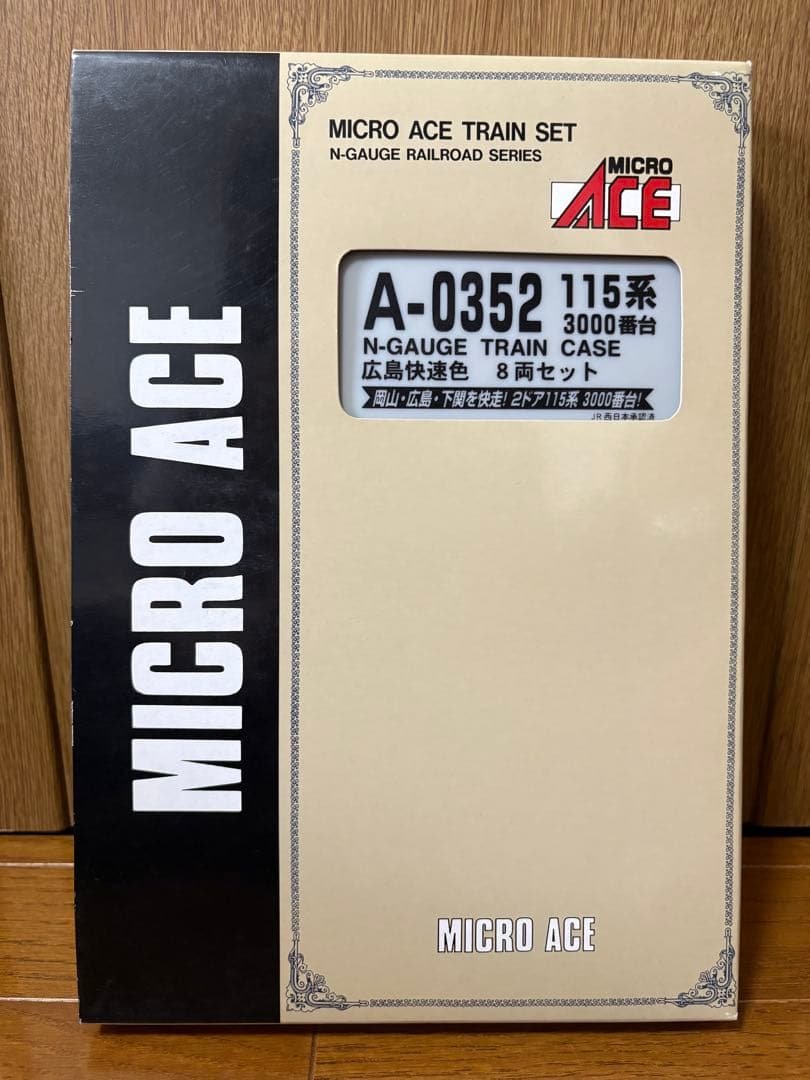 MICRO ACE
MICRO ACE TRAIN SET
N-GAUGE RAILROAD SERIES
MICRO
ACE
A-0352 115系
3000番台
N-GAUGE TRAIN CASE
広島快速色 8両セット
岡山・広島・下関を快走! 2ドア115系 3000番台!
JR西日本承認済
MICRO ACE